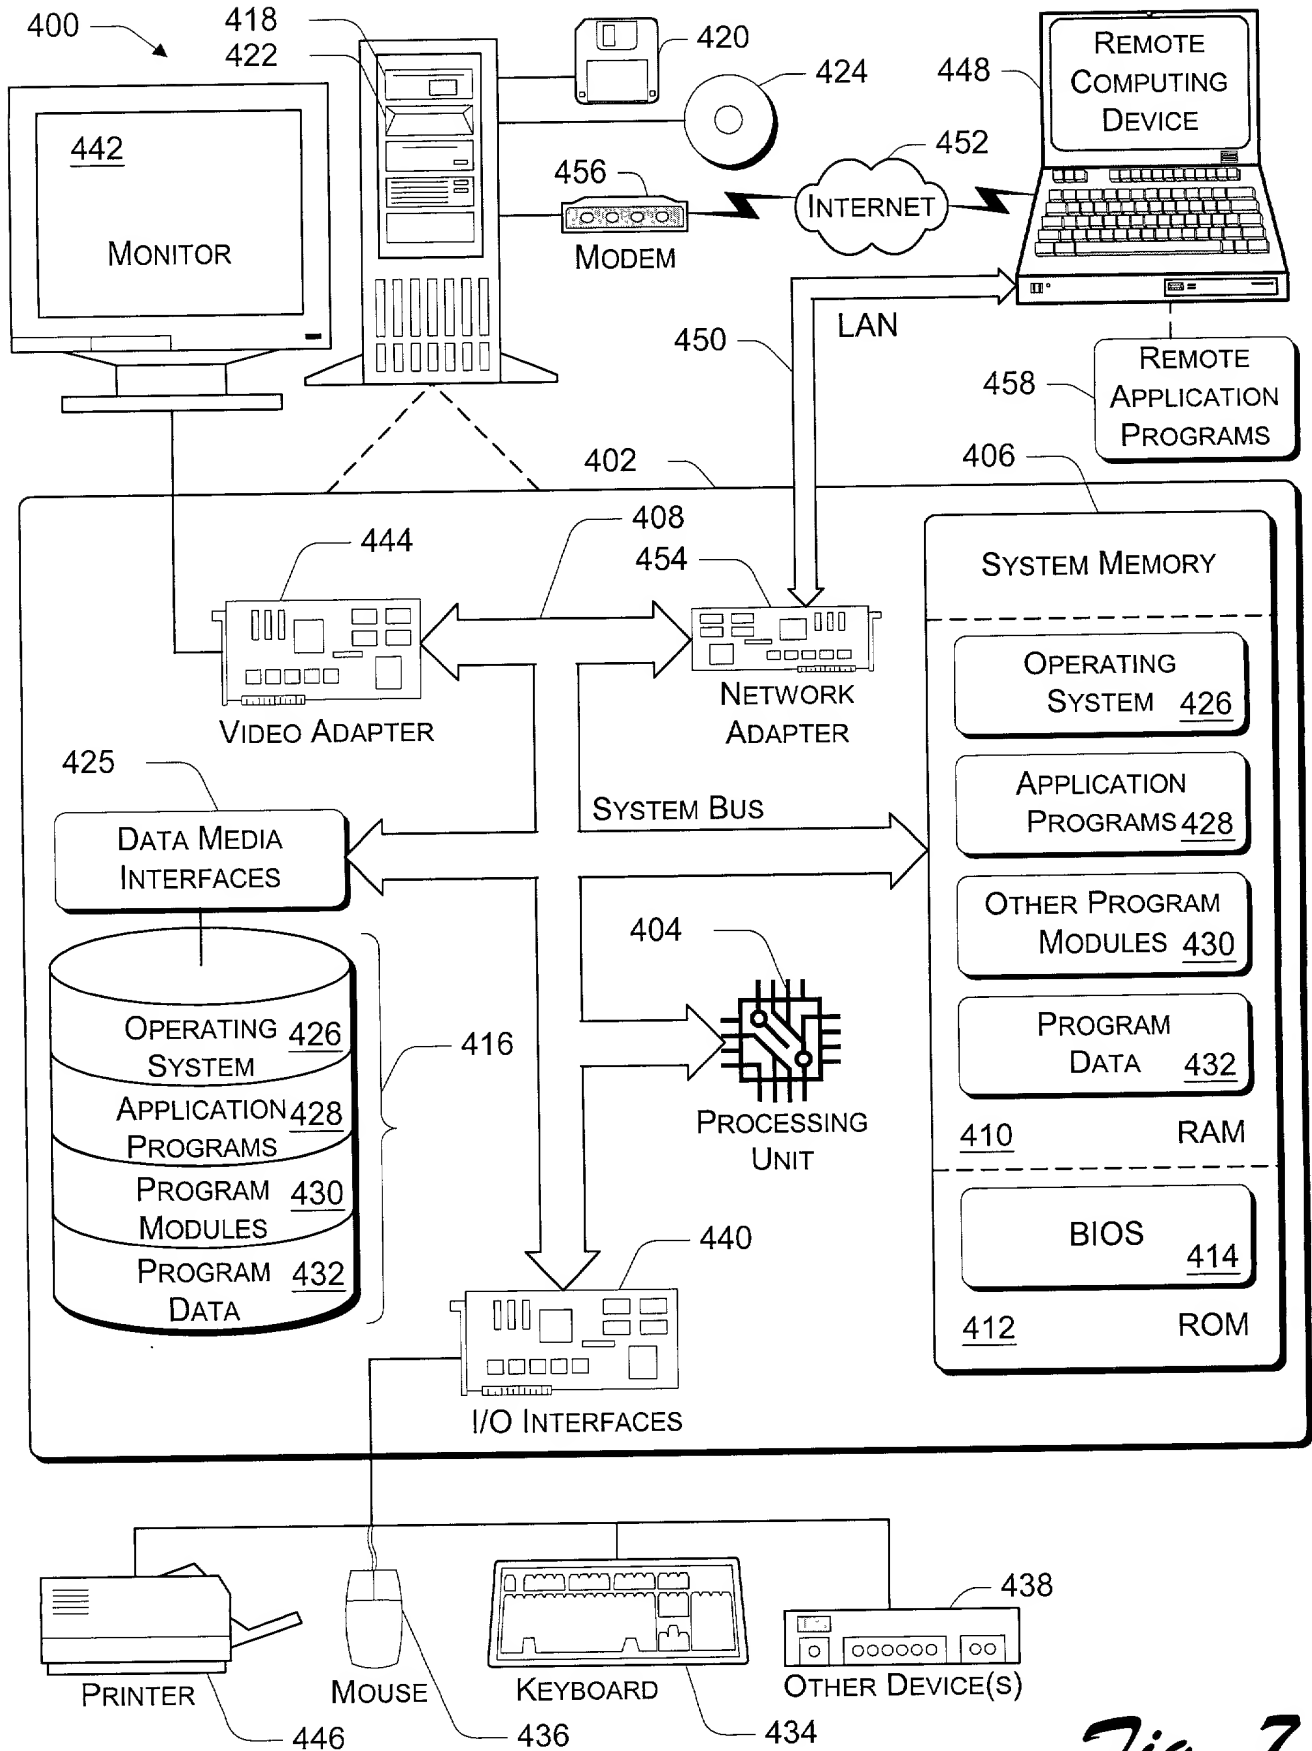 400
418
422
420
424
448
REMOTE
COMPUTING
DEVICE
442
MONITOR
456
MODEM
452
INTERNET
LAN
450
458
REMOTE
APPLICATION
PROGRAMS
402
406
444
408
454
VIDEO ADAPTER
NETWORK
ADAPTER
SYSTEM MEMORY
OPERATING
SYSTEM 426
APPLICATION
PROGRAMS 428
OTHER PROGRAM
MODULES 430
PROGRAM
DATA 432
410 RAM
BIOS
414
412 ROM
425
DATA MEDIA
INTERFACES
SYSTEM BUS
404
PROCESSING
UNIT
OPERATING 426
SYSTEM
APPLICATION 428
PROGRAMS
PROGRAM 430
MODULES
PROGRAM 432
DATA
416
440
I/O INTERFACES
PRINTER
446
MOUSE
436
KEYBOARD
434
438
OTHER DEVICE(S)
Fig. 7